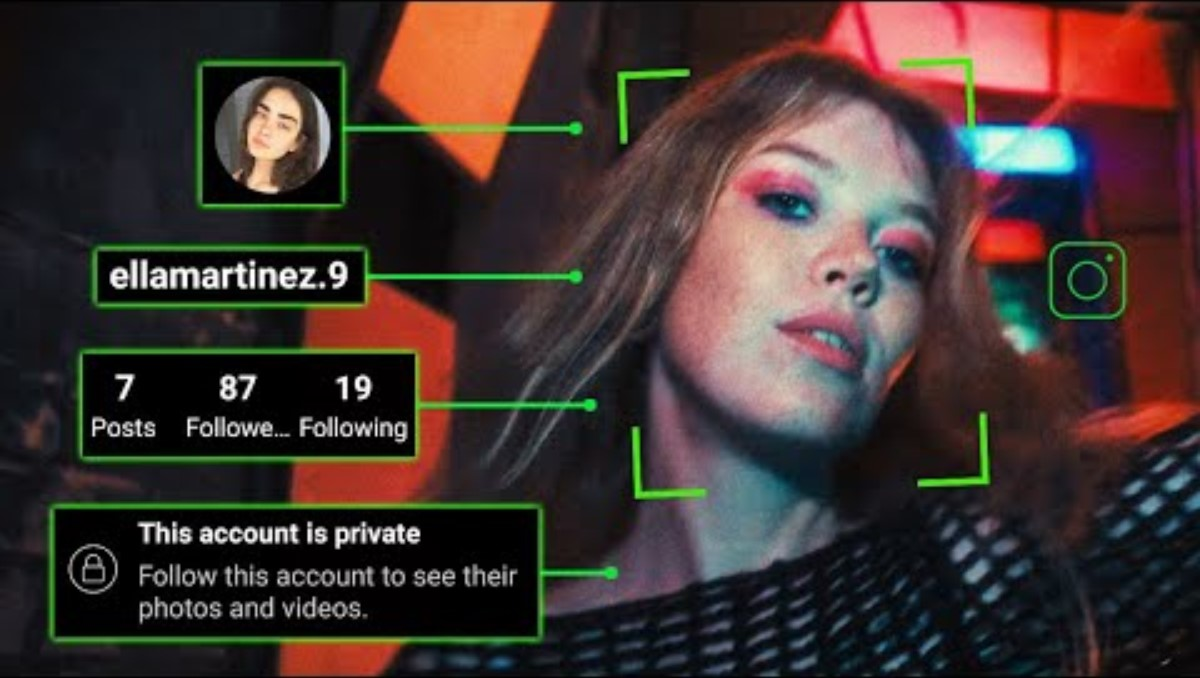 ellamartinez.9
7 87 19
Posts Followe... Following
This account is private
Follow this account to see their
photos and videos.